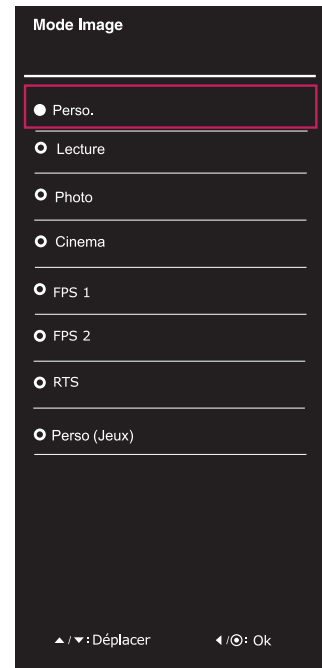 Mode Image
Perso.
Lecture
Photo
Cinema
FPS 1
FPS 2
RTS
Perso (Jeux)
▲/▼: Déplacer ◀/◉: Ok